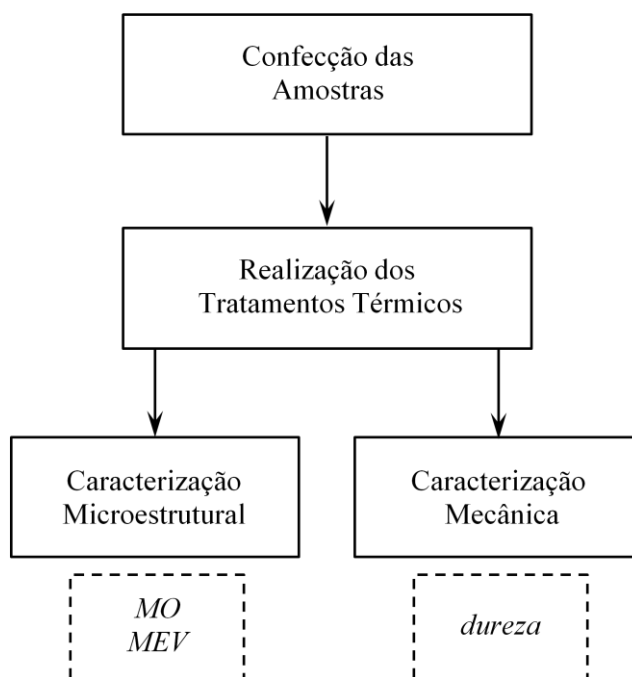 Confecção das
Amostras
Realização dos
Tratamentos Térmicos
Caracterização
Microestrutural
Caracterização
Mecânica
MO
MEV
dureza